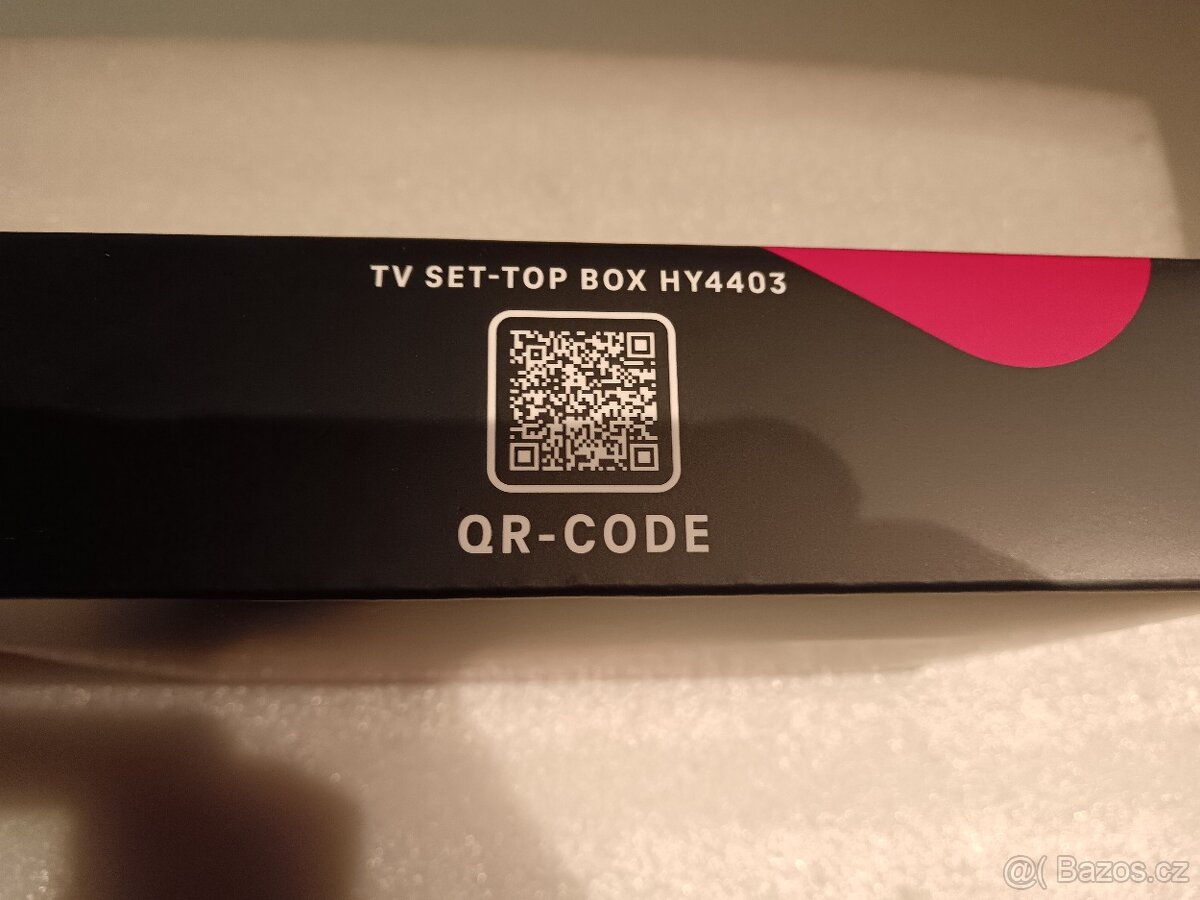 TV SET-TOP BOX HY4403
QR-CODE
@( Bazos.cz